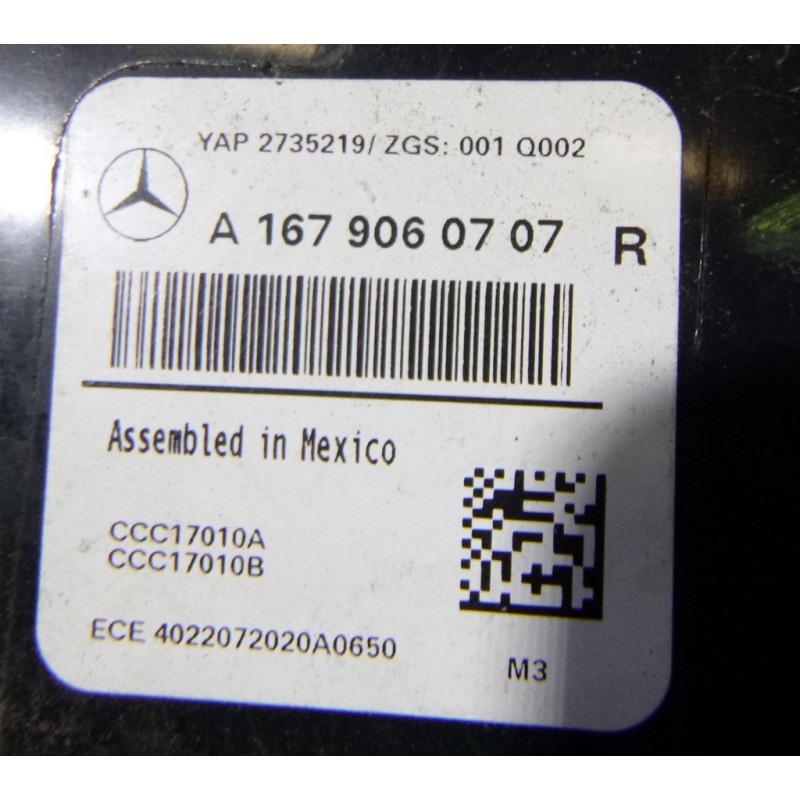 YAP 2735219/ ZGS: 001 Q002
A 167 906 07 07 R
Assembled in Mexico
CCC17010A
CCC17010B
ECE 4022072020A0650
M3